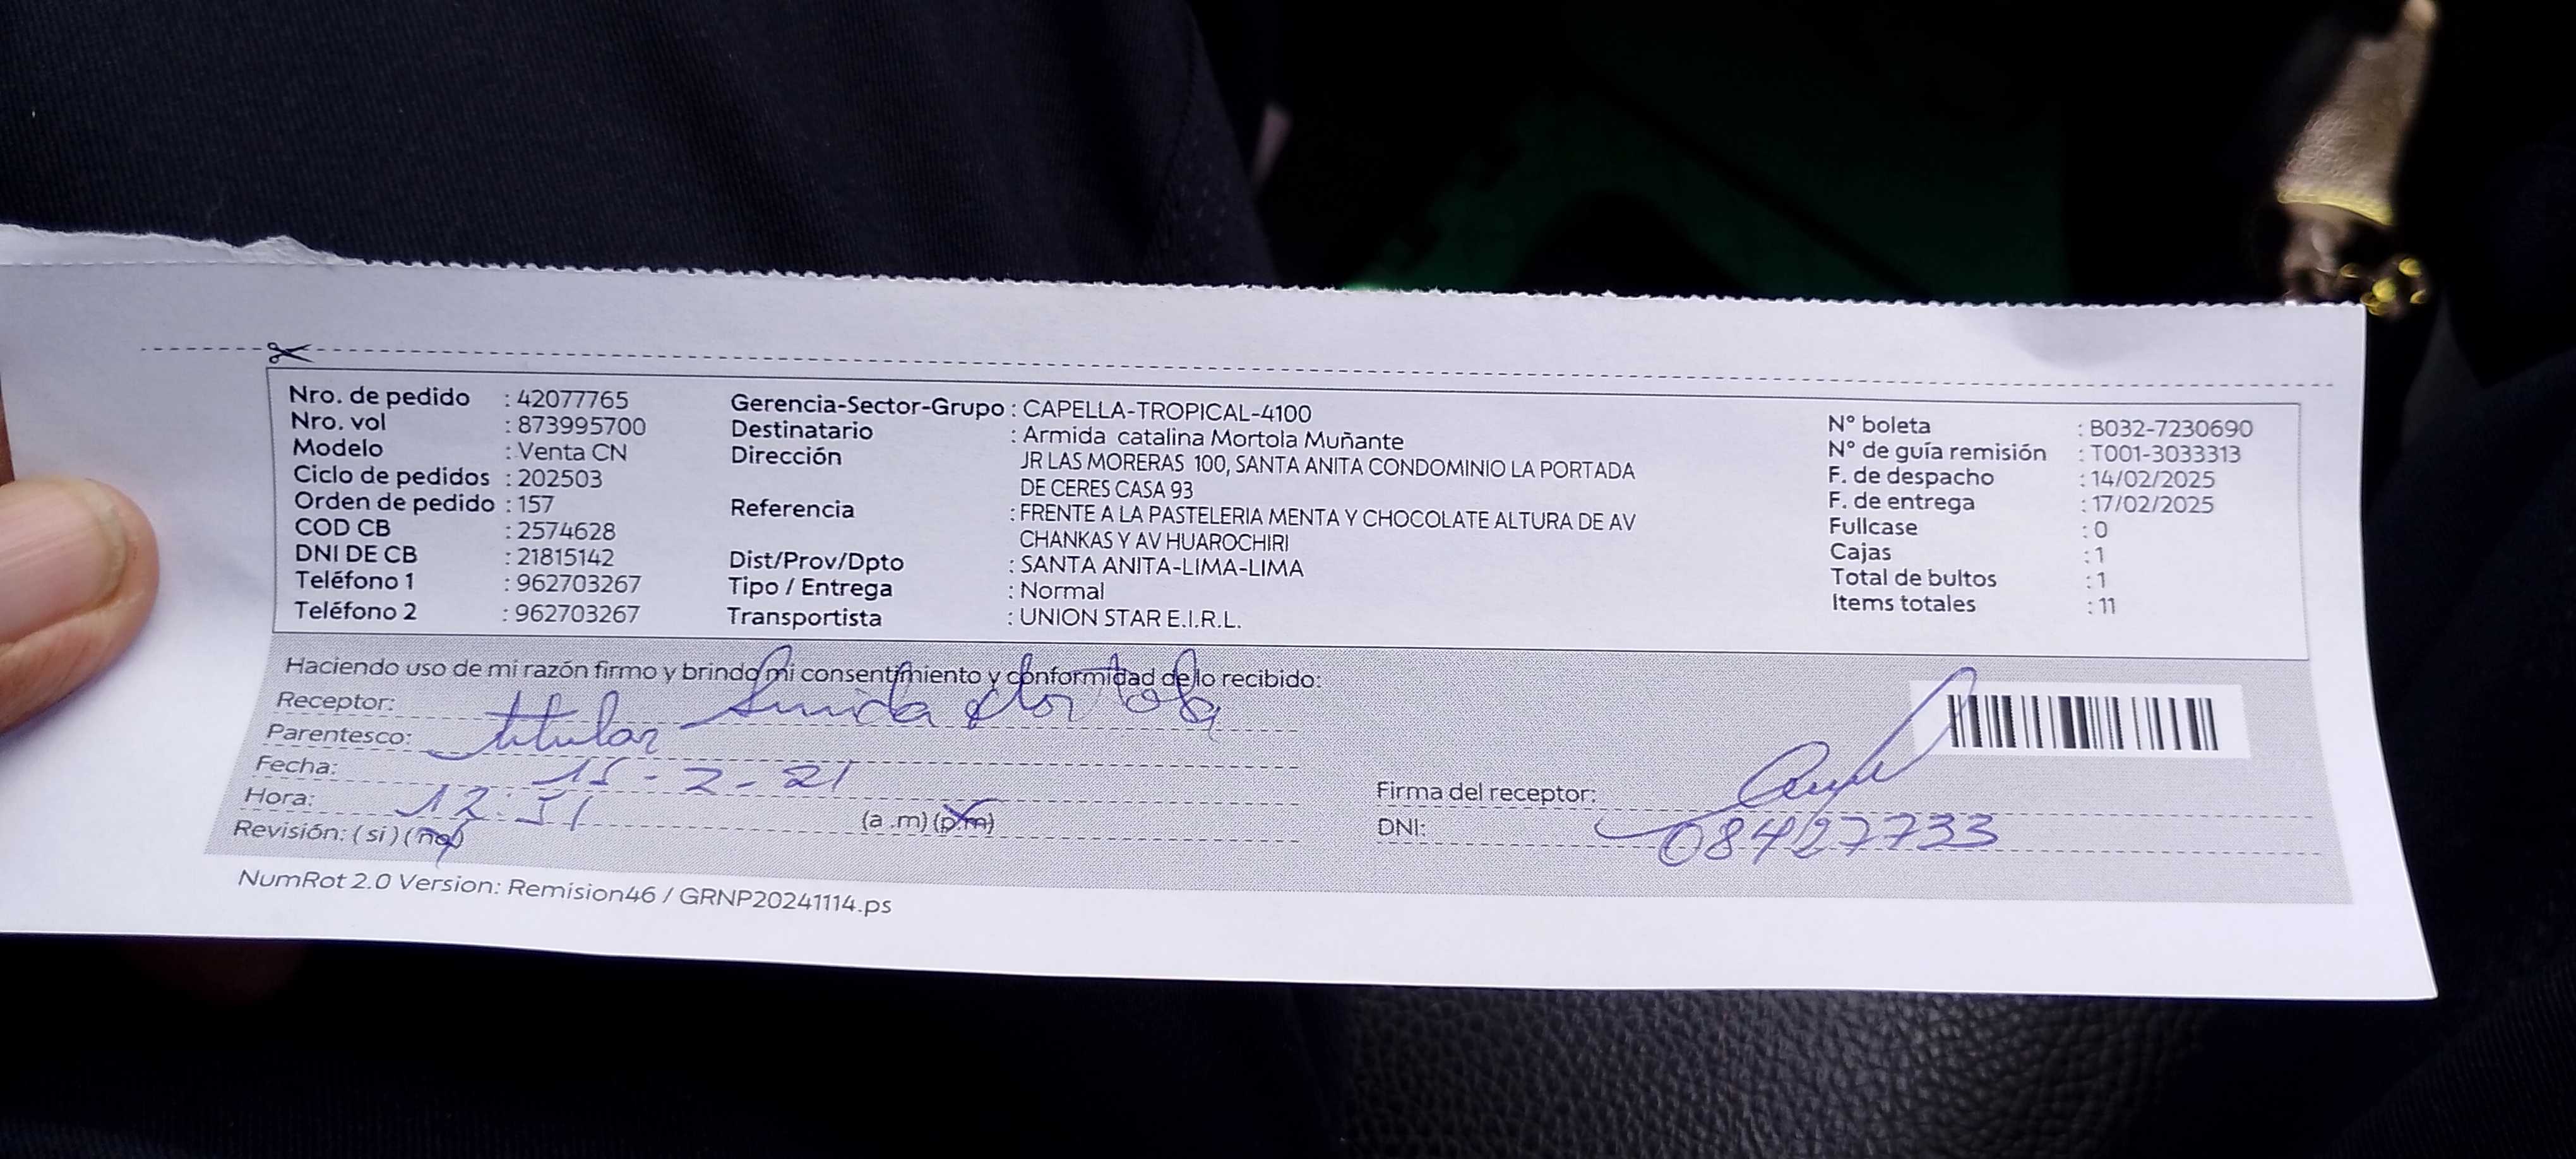 Nro. de pedido : 42077765
Nro. vol : 873995700
Modelo : Venta CN
Ciclo de pedidos : 202503
Orden de pedido : 157
COD CB : 2574628
DNI DE CB : 21815142
Teléfono 1 : 962703267
Teléfono 2 : 962703267
Gerencia-Sector-Grupo : CAPELLA-TROPICAL-4100
Destinatario : Armida catalina Mortola Muñante
Dirección JR LAS MORERAS 100, SANTA ANITA CONDOMINIO LA PORTADA
DE CERES CASA 93
Referencia : FRENTE A LA PASTELERIA MENTA Y CHOCOLATE ALTURA DE AV
CHANKAS Y AV HUAROCHIRI
Dist/Prov/Dpto : SANTA ANITA-LIMA-LIMA
Tipo / Entrega : Normal
Transportista : UNION STAR E.I.R.L.
N° boleta : B032-7230690
N° de guía remisión : T001-3033313
F. de despacho : 14/02/2025
F. de entrega : 17/02/2025
Fullcase : 0
Cajas : 1
Total de bultos : 1
Items totales : 11
Haciendo uso de mi razón firmo y brindo mi consentimiento y conformidad de lo recibido:
Receptor: Armida Mortola
Parentesco: titular
Fecha: 15-2-21
Hora: 12:51 (a .m) (p.m)
Revisión: ( si ) ( no )
Firma del receptor:
DNI: 08427733
NumRot 2.0 Version: Remision46 / GRNP20241114.ps